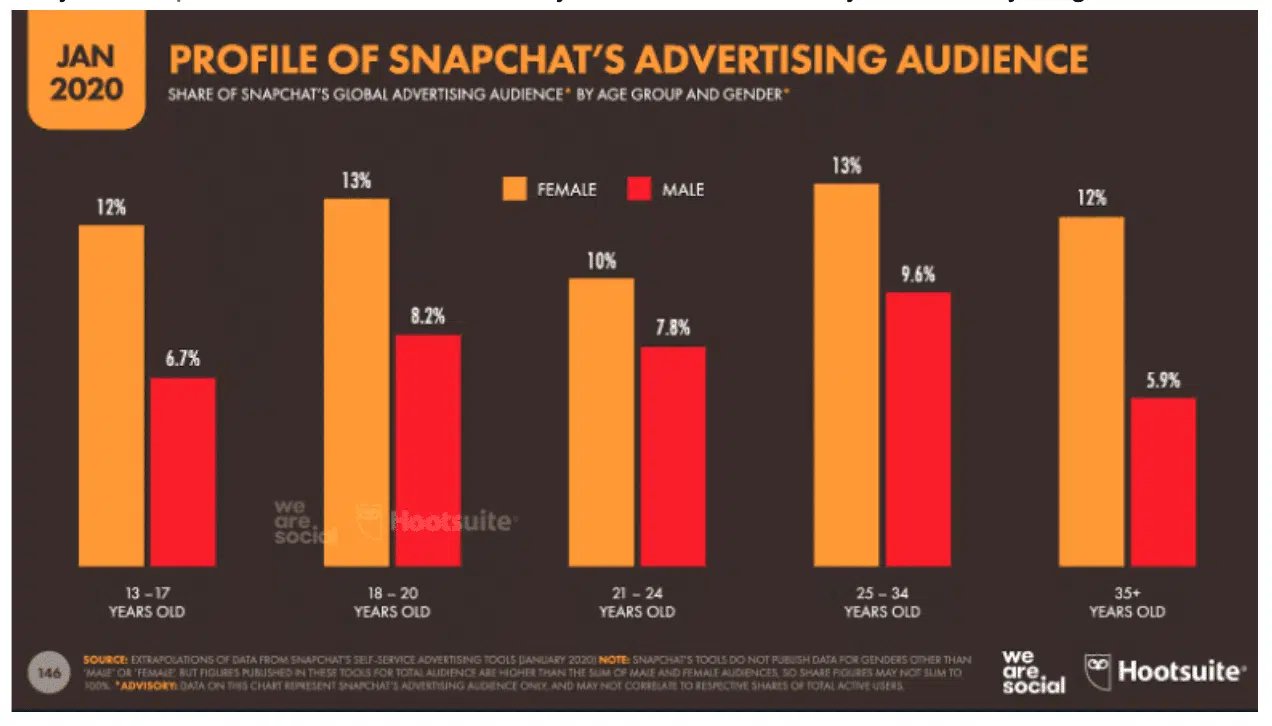 JAN
2020
PROFILE OF SNAPCHAT'S ADVERTISING AUDIENCE
SHARE OF SNAPCHAT'S GLOBAL ADVERTISING AUDIENCE* BY AGE GROUP AND GENDER*
FEMALE
MALE
12%
6.7%
13%
8.2%
10%
7.8%
13%
9.6%
12%
5.9%
we
are
social
Hootsuite®
13 – 17
YEARS OLD
18 – 20
YEARS OLD
21 – 24
YEARS OLD
25 – 34
YEARS OLD
35+
YEARS OLD
146
SOURCE: EXTRAPOLATIONS OF DATA FROM SNAPCHAT'S SELF-SERVICE ADVERTISING TOOLS (JANUARY 2020) NOTE: SNAPCHAT'S TOOLS DO NOT PUBLISH DATA FOR GENDERS OTHER THAN
'MALE' OR 'FEMALE', BUT FIGURES PUBLISHED IN THESE TOOLS FOR TOTAL AUDIENCE ARE HIGHER THAN THE SUM OF MALE AND FEMALE AUDIENCES, SO SHARE FIGURES MAY NOT SUM TO
100%. *ADVISORY: DATA ON THIS CHART REPRESENT SNAPCHAT'S ADVERTISING AUDIENCE ONLY, AND MAY NOT CORRELATE TO RESPECTIVE SHARES OF TOTAL ACTIVE USERS.
we
are
social
Hootsuite®